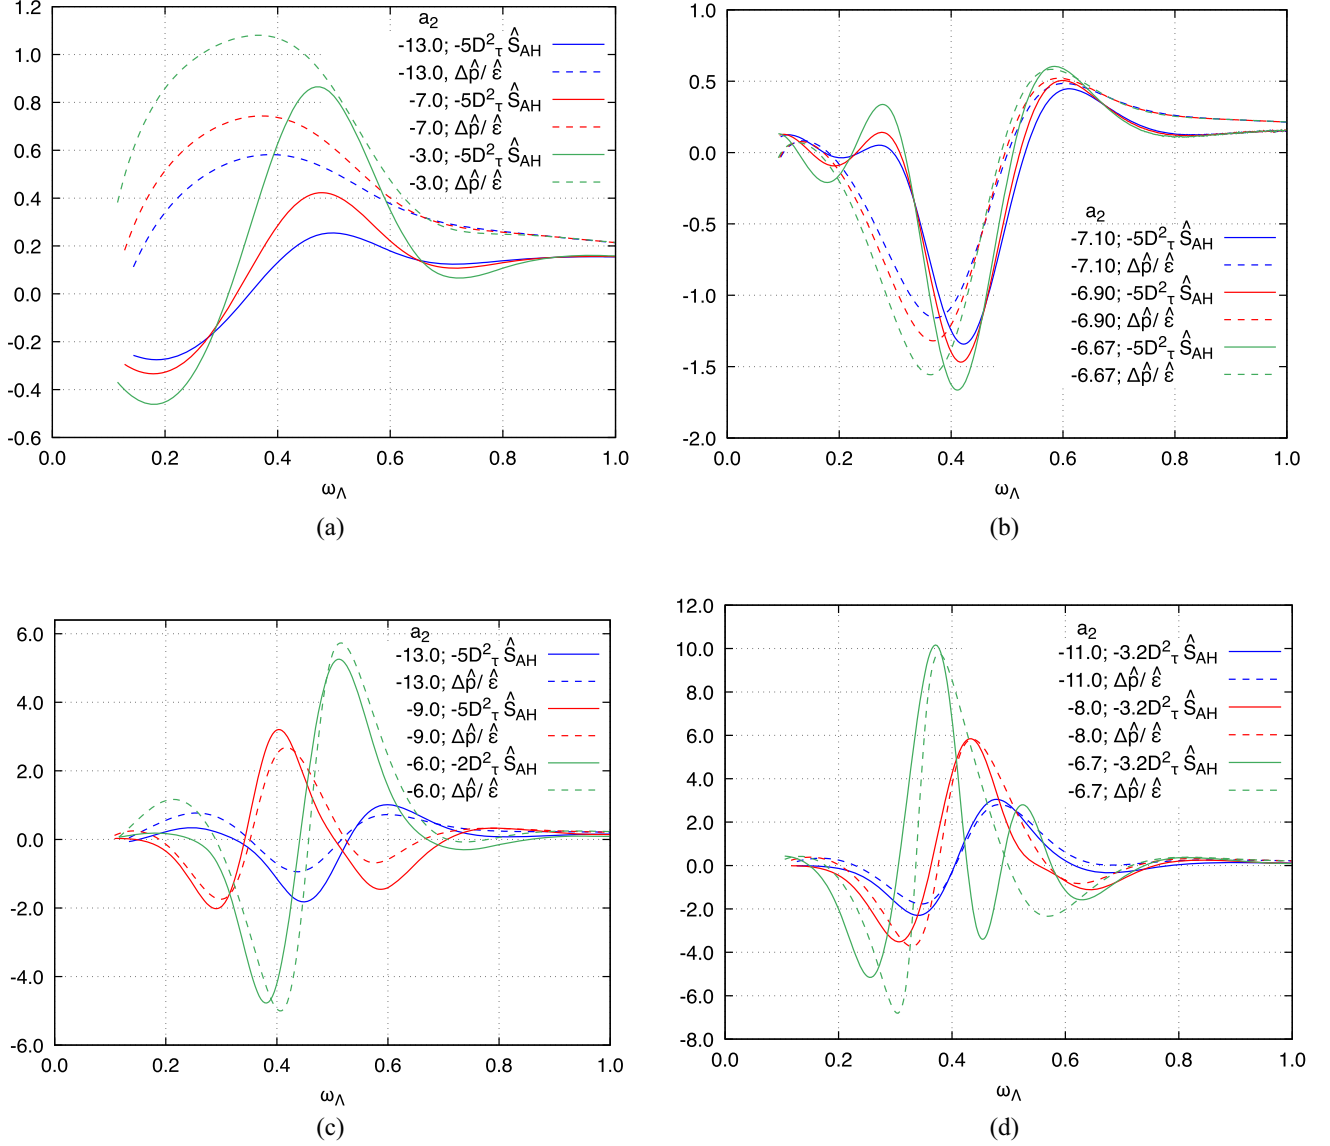 a₂
-13.0; -5D²τ ŜAH
-13.0, Δp̂/ ε̂
-7.0; -5D²τ ŜAH
-7.0; Δp̂/ ε̂
-3.0; -5D²τ ŜAH
-3.0; Δp̂/ ε̂
1.2
1.0
0.8
0.6
0.4
0.2
0.0
-0.2
-0.4
-0.6
0.0 0.2 0.4 0.6 0.8 1.0
ωΛ
(a)
a₂
-7.10; -5D²τ ŜAH
-7.10; Δp̂/ ε̂
-6.90; -5D²τ ŜAH
-6.90; Δp̂/ ε̂
-6.67; -5D²τ ŜAH
-6.67; Δp̂/ ε̂
1.0
0.5
0.0
-0.5
-1.0
-1.5
-2.0
0.0 0.2 0.4 0.6 0.8 1.0
ωΛ
(b)
a₂
-13.0; -5D²τ ŜAH
-13.0; Δp̂/ ε̂
-9.0; -5D²τ ŜAH
-9.0; Δp̂/ ε̂
-6.0; -2D²τ ŜAH
-6.0; Δp̂/ ε̂
6.0
4.0
2.0
0.0
-2.0
-4.0
-6.0
0.0 0.2 0.4 0.6 0.8 1.0
ωΛ
(c)
a₂
-11.0; -3.2D²τ ŜAH
-11.0; Δp̂/ ε̂
-8.0; -3.2D²τ ŜAH
-8.0; Δp̂/ ε̂
-6.7; -3.2D²τ ŜAH
-6.7; Δp̂/ ε̂
12.0
10.0
8.0
6.0
4.0
2.0
0.0
-2.0
-4.0
-6.0
-8.0
0.0 0.2 0.4 0.6 0.8 1.0
ωΛ
(d)